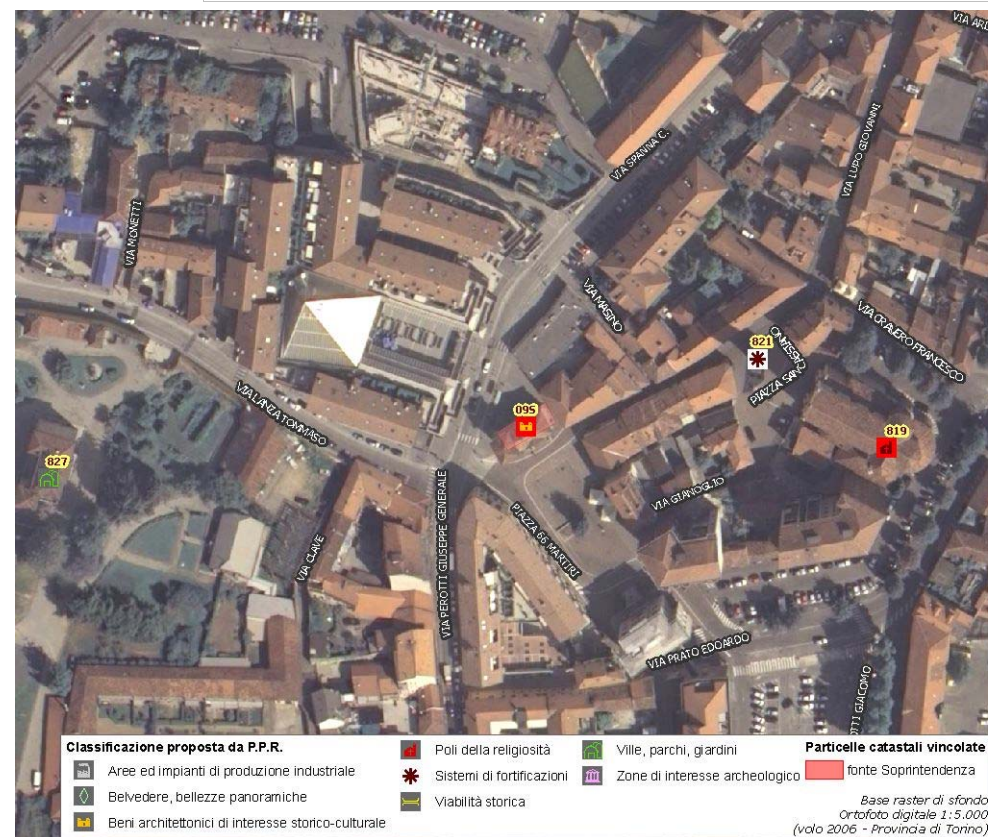 VIA ARD
VIA SPANNA C.
VIA LUPO GIOVANNI
VIA MONETTI
VIA MASINO
VIA CRAVERO FRANCESCO
821
PIAZZA SAN CASSIANO
VIA LANZA TOMMASO
095
819
827
VIA GIANOGLIO
VIA PEROTTI GIUSEPPE GENERALE
PIAZZA 66 MARTIRI
VIA CLAVE
VIA PRATO EDOARDO
OTTI GIACOMO
Classificazione proposta da P.P.R.
Aree ed impianti di produzione industriale
Belvedere, bellezze panoramiche
Beni architettonici di interesse storico-culturale
Poli della religiosità
Sistemi di fortificazioni
Viabilità storica
Ville, parchi, giardini
Zone di interesse archeologico
Particelle catastali vincolate
fonte Soprintendenza
Base raster di sfondo
Ortofoto digitale 1:5.000
(volo 2006 - Provincia di Torino)